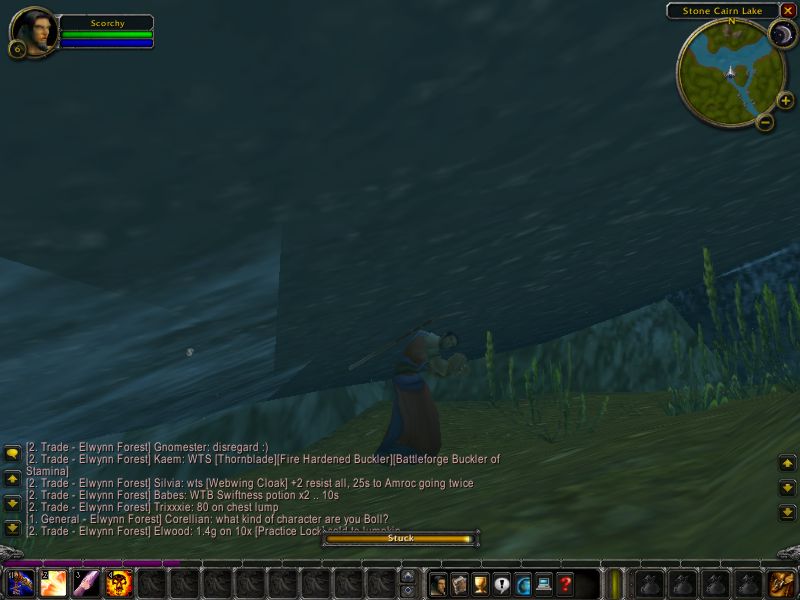 Scorchy
6
Stone Cairn Lake
N
[2. Trade - Elwynn Forest] Gnomester: disregard :)
[2. Trade - Elwynn Forest] Kaem: WTS [Thornblade][Fire Hardened Buckler][Battleforge Buckler of
Stamina]
[2. Trade - Elwynn Forest] Silvia: wts [Webwing Cloak] +2 resist all, 25s to Amroc going twice
[2. Trade - Elwynn Forest] Babes: WTB Swiftness potion x2 .. 10s
[2. Trade - Elwynn Forest] Trixxxie: 80 on chest lump
[1. General - Elwynn Forest] Corellian: what kind of character are you Boll?
[2. Trade - Elwynn Forest] Elwood: 1.4g on 10x [Practice Lock] sold to
Stuck
2
3